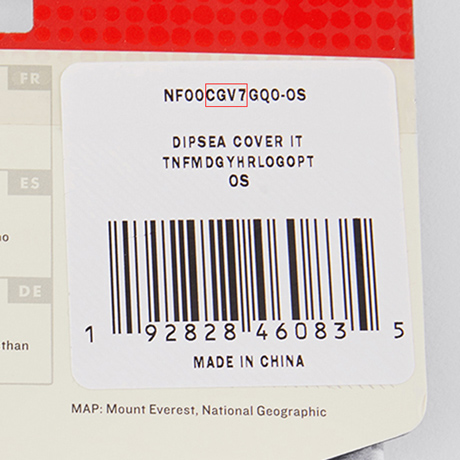 FR
NF00CGV7GQ0-OS
DIPSEA COVER IT
TNFMDGYHRLOGOPT
OS
ES
no
DE
than
1 92828 46083 5
MADE IN CHINA
MAP: Mount Everest, National Geographic